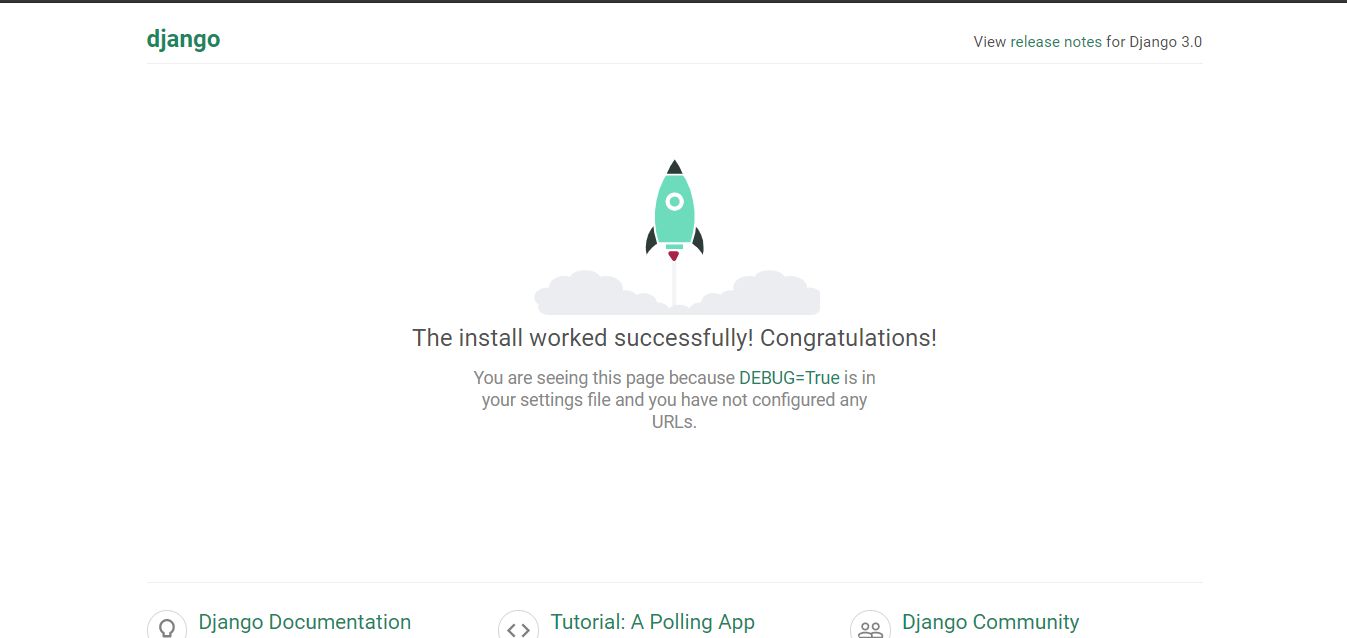 django
View release notes for Django 3.0
The install worked successfully! Congratulations!
You are seeing this page because DEBUG=True is in
your settings file and you have not configured any
URLs.
Django Documentation
Tutorial: A Polling App
Django Community